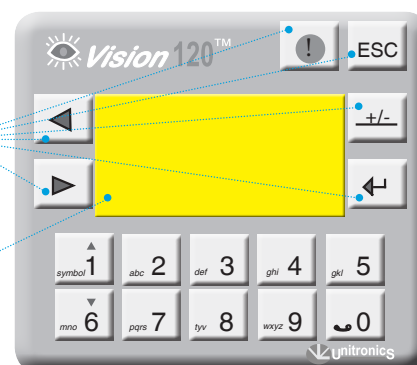 Vision 120™
!
ESC
+/-
symbol 1
abc 2
def 3
ghi 4
gkl 5
mno 6
pqrs 7
tyv 8
wxyz 9
0
unitronics